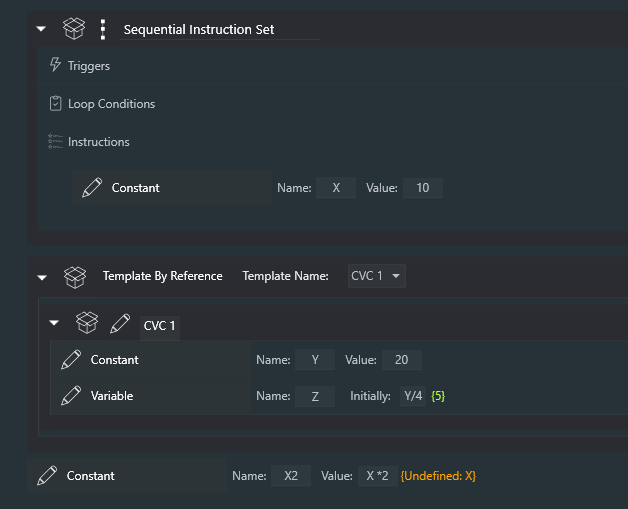 Sequential Instruction Set
Triggers
Loop Conditions
Instructions
Constant Name: X Value: 10
Template By Reference Template Name: CVC 1
CVC 1
Constant Name: Y Value: 20
Variable Name: Z Initially: Y/4 {5}
Constant Name: X2 Value: X *2 {Undefined: X}